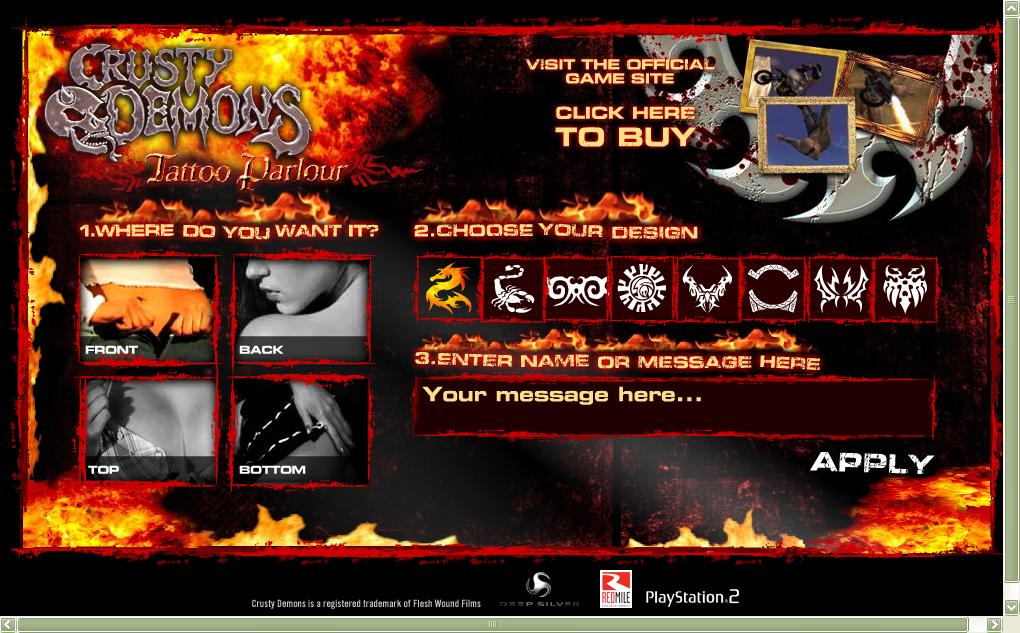 CRUSTY
DEMONS
Tattoo Parlour
VISIT THE OFFICIAL
GAME SITE
CLICK HERE
TO BUY
1.WHERE DO YOU WANT IT?
FRONT
BACK
TOP
BOTTOM
2.CHOOSE YOUR DESIGN
3.ENTER NAME OR MESSAGE HERE
Your message here...
APPLY
Crusty Demons is a registered trademark of Flesh Wound Films
DEEP SILVER
REDMILE
PlayStation.2